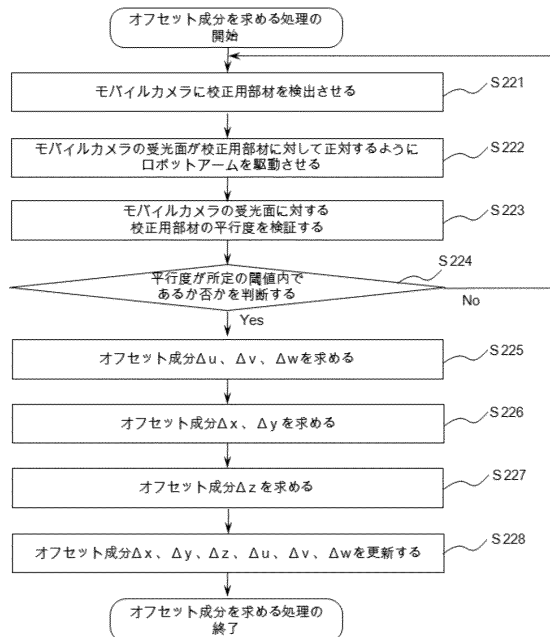 オフセット成分を求める処理の
開始
モバイルカメラに校正用部材を検出させる
S221
モバイルカメラの受光面が校正用部材に対して正対するように
ロボットアームを駆動させる
S222
モバイルカメラの受光面に対する
校正用部材の平行度を検証する
S223
平行度が所定の閾値内で
あるか否かを判断する
S224
No
Yes
オフセット成分Δu、Δv、Δwを求める
S225
オフセット成分Δx、Δyを求める
S226
オフセット成分Δzを求める
S227
オフセット成分Δx、Δy、Δz、Δu、Δv、Δwを更新する
S228
オフセット成分を求める処理の
終了